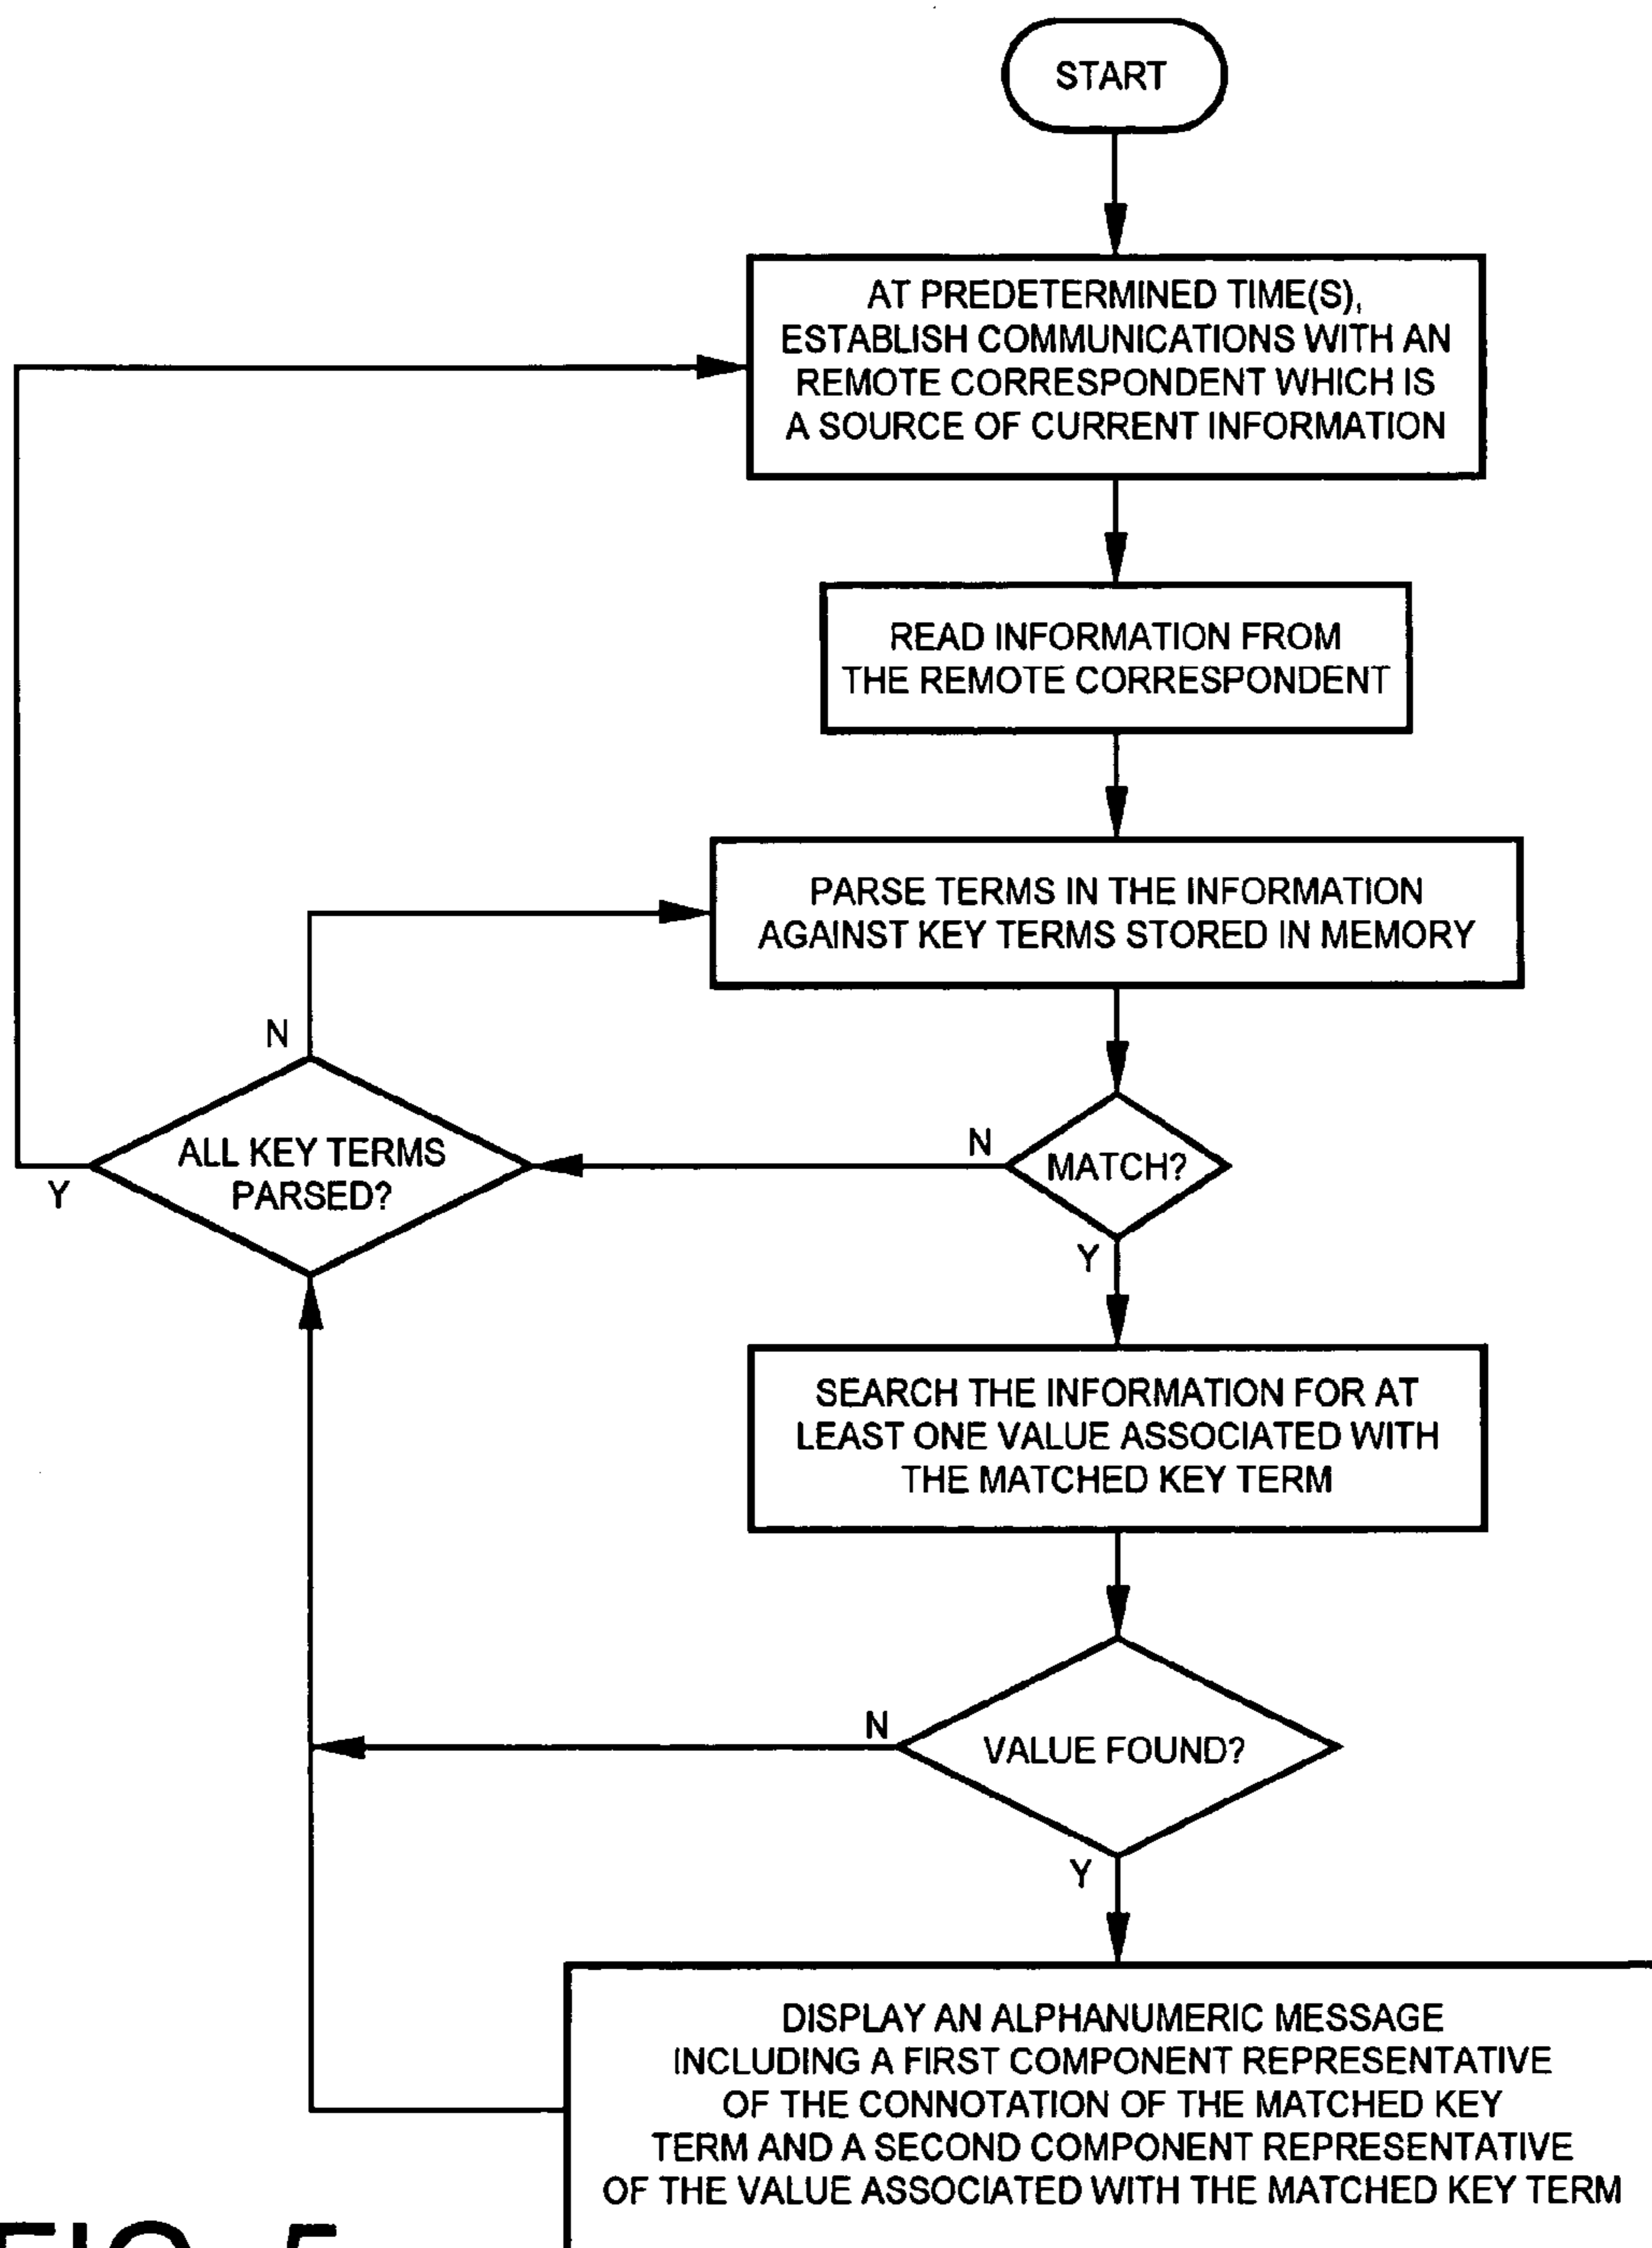 START
AT PREDETERMINED TIME(S),
ESTABLISH COMMUNICATIONS WITH AN
REMOTE CORRESPONDENT WHICH IS
A SOURCE OF CURRENT INFORMATION
READ INFORMATION FROM
THE REMOTE CORRESPONDENT
PARSE TERMS IN THE INFORMATION
AGAINST KEY TERMS STORED IN MEMORY
N
ALL KEY TERMS
PARSED?
Y
N
MATCH?
Y
SEARCH THE INFORMATION FOR AT
LEAST ONE VALUE ASSOCIATED WITH
THE MATCHED KEY TERM
N
VALUE FOUND?
Y
DISPLAY AN ALPHANUMERIC MESSAGE
INCLUDING A FIRST COMPONENT REPRESENTATIVE
OF THE CONNOTATION OF THE MATCHED KEY
TERM AND A SECOND COMPONENT REPRESENTATIVE
OF THE VALUE ASSOCIATED WITH THE MATCHED KEY TERM
FIG. 5